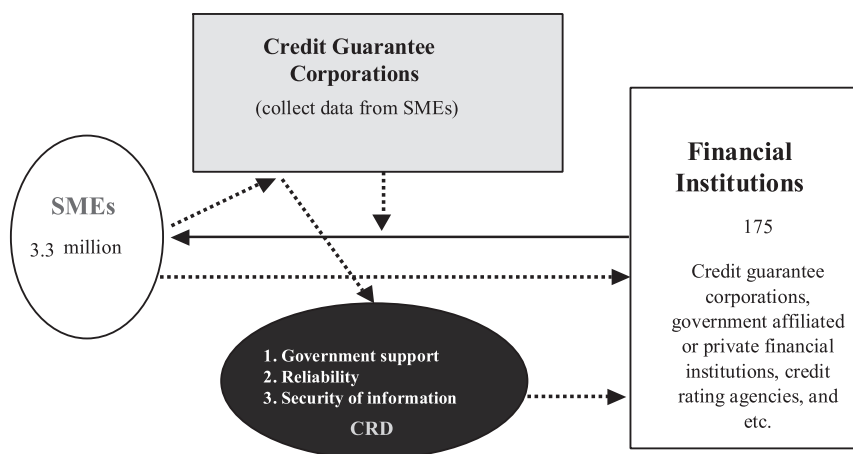 Credit Guarantee
Corporations
(collect data from SMEs)
SMEs
3.3 million
Financial
Institutions
175
Credit guarantee
corporations,
government affiliated
or private financial
institutions, credit
rating agencies, and
etc.
1. Government support
2. Reliability
3. Security of information
CRD